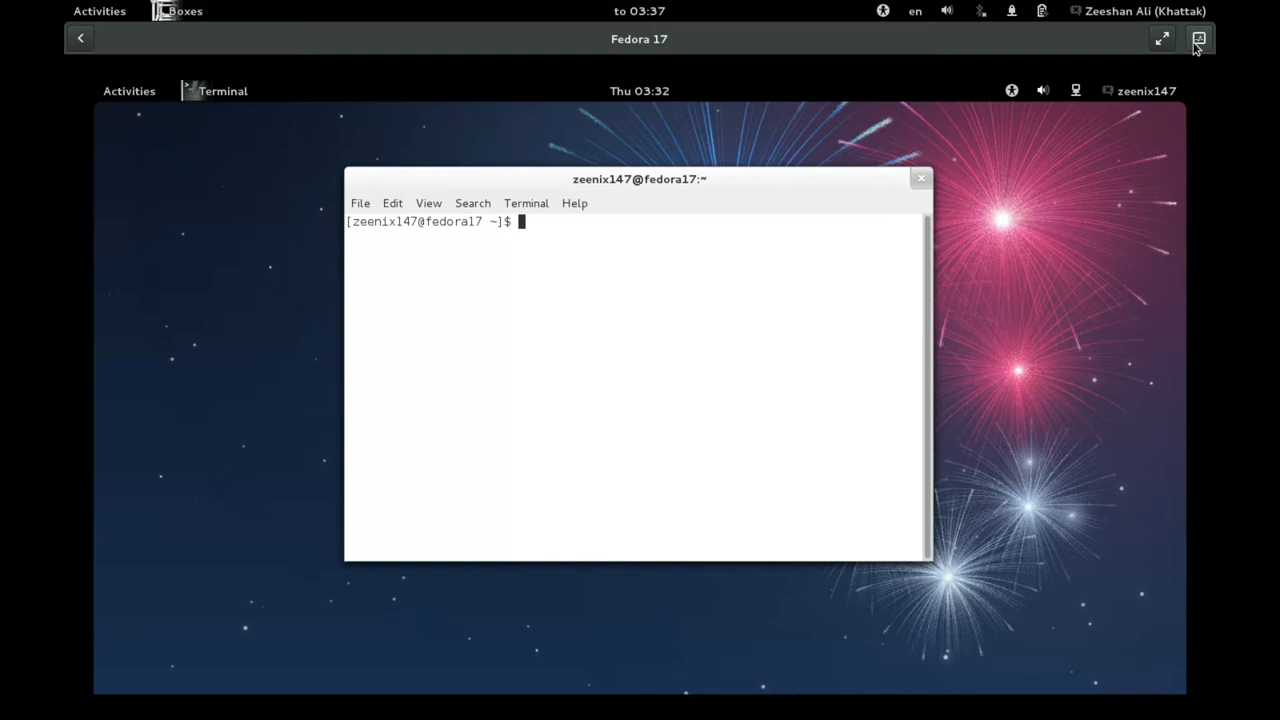 Activities Boxes to 03:37 en Zeeshan Ali (Khattak)
Fedora 17
Activities Terminal Thu 03:32 zeenix147
zeenix147@fedora17:~
File Edit View Search Terminal Help
[zeenix147@fedora17 ~]$